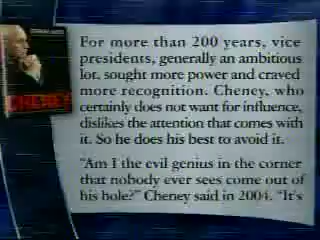 CHENEY
For more than 200 years, vice
presidents, generally an ambitious
lot, sought more power and craved
more recognition. Cheney, who
certainly does not want for influence,
dislikes the attention that comes with
it. So he does his best to avoid it.
"Am I the evil genius in the corner
that nobody ever sees come out of
his hole?" Cheney said in 2004. "It's